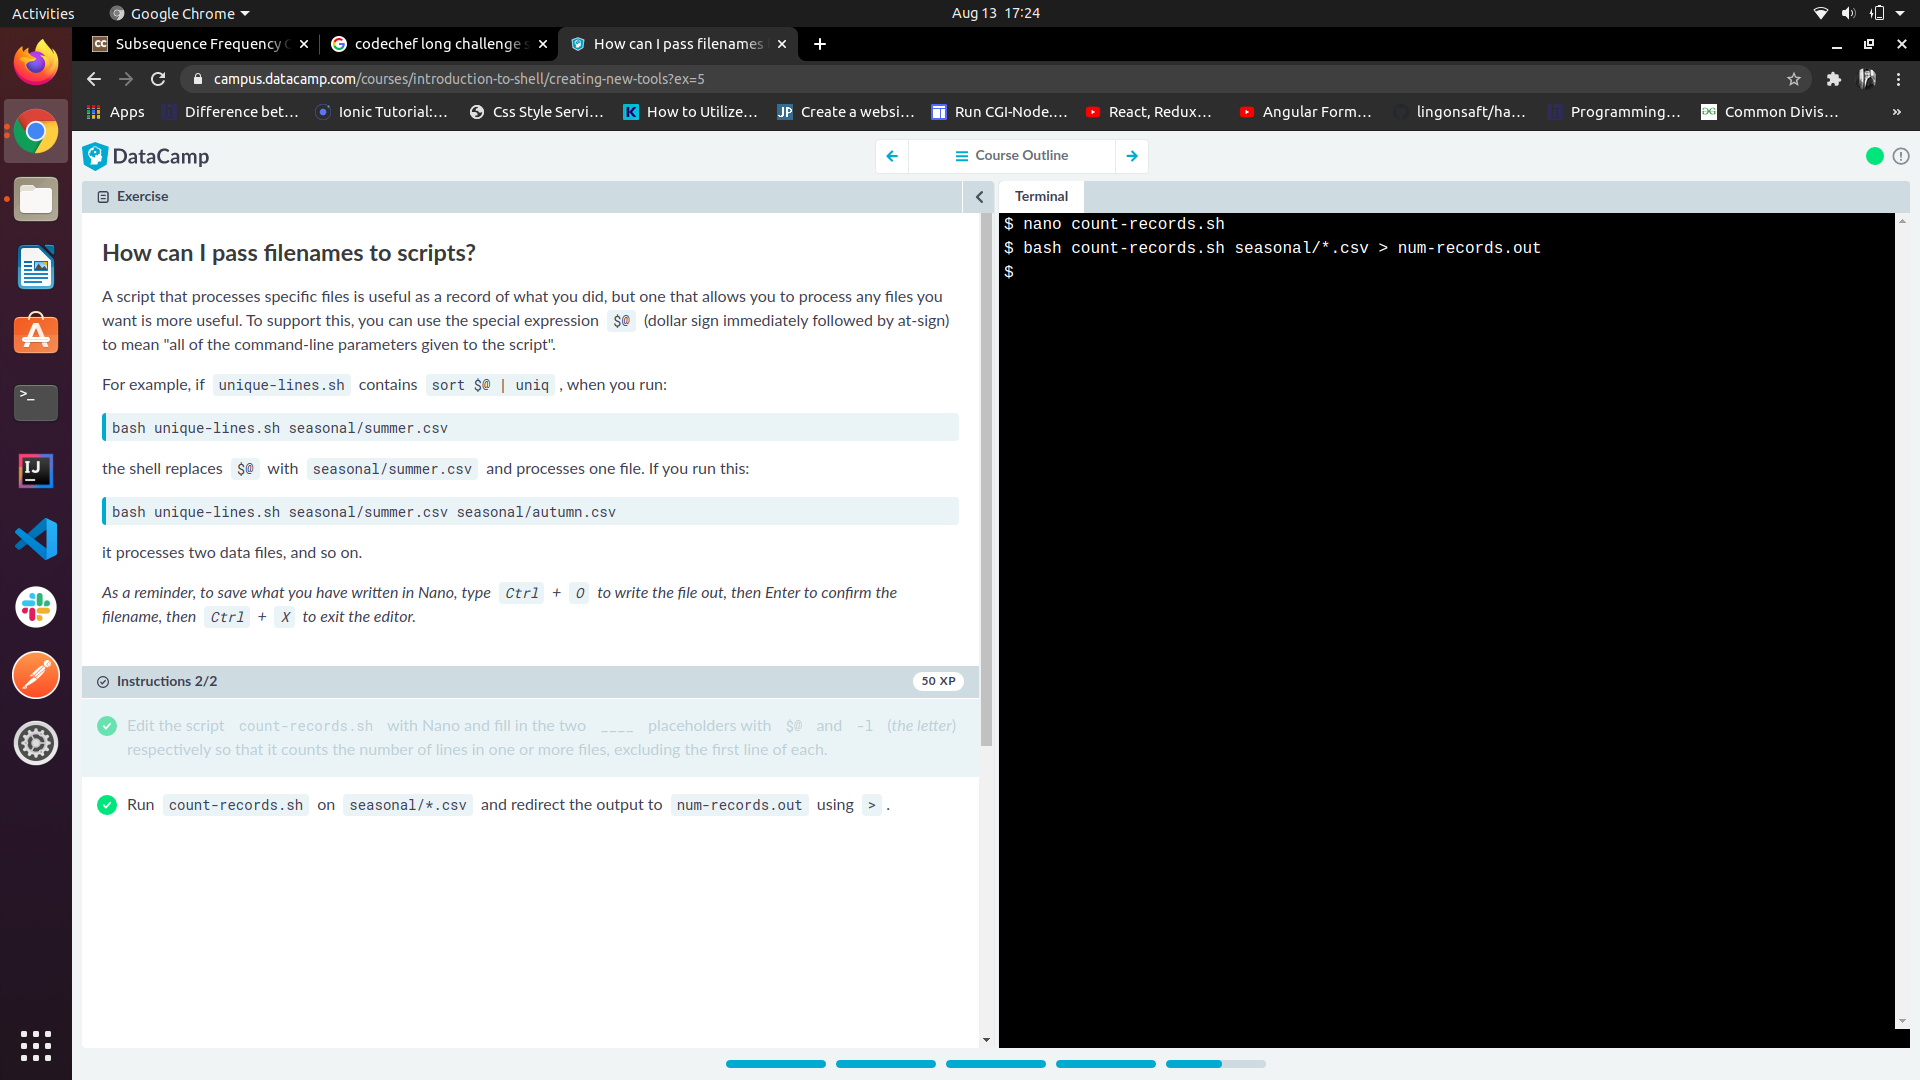 Activities
Google Chrome
Aug 13 17:24
Subsequence Frequency
codechef long challenge
How can I pass filenames
campus.datacamp.com/courses/introduction-to-shell/creating-new-tools?ex=5
Apps
Difference bet...
Ionic Tutorial:...
Css Style Servi...
How to Utilize...
JP
Create a websi...
Run CGI-Node....
React, Redux...
Angular Form...
lingonsaft/ha...
Programming...
Common Divis...
»
DataCamp
Course Outline
Exercise
Terminal
How can I pass filenames to scripts?
A script that processes specific files is useful as a record of what you did, but one that allows you to process any files you
want is more useful. To support this, you can use the special expression $@ (dollar sign immediately followed by at-sign)
to mean "all of the command-line parameters given to the script".
For example, if unique-lines.sh contains sort $@ | uniq , when you run:
bash unique-lines.sh seasonal/summer.csv
the shell replaces $@ with seasonal/summer.csv and processes one file. If you run this:
bash unique-lines.sh seasonal/summer.csv seasonal/autumn.csv
it processes two data files, and so on.
As a reminder, to save what you have written in Nano, type Ctrl + O to write the file out, then Enter to confirm the
filename, then Ctrl + X to exit the editor.
Instructions 2/2
50 XP
Edit the script count-records.sh with Nano and fill in the two ____ placeholders with $@ and -l (the letter)
respectively so that it counts the number of lines in one or more files, excluding the first line of each.
Run count-records.sh on seasonal/*.csv and redirect the output to num-records.out using > .
$ nano count-records.sh
$ bash count-records.sh seasonal/*.csv > num-records.out
$